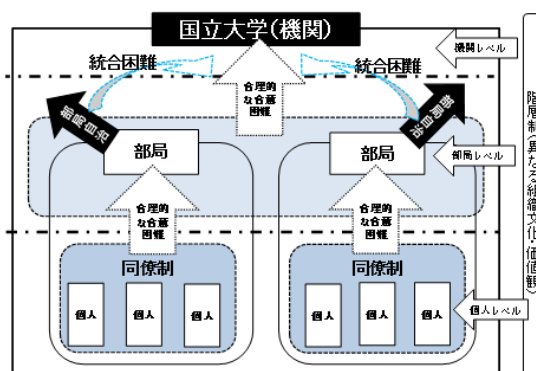 国立大学(機関)
機関レベル
統合困難
統合困難
合理的
な合意
困難
部局自治
部局自治
部局
部局
部局レベル
合理的
な合意
困難
合理的
な合意
困難
同僚制
同僚制
個人
個人
個人
個人
個人
個人
個人レベル
階層制(異なる組織文化・価値観)